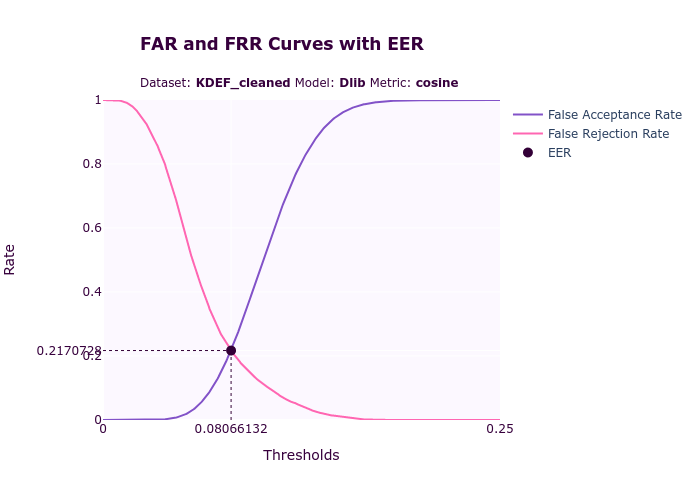 FAR and FRR Curves with EER
Dataset: KDEF_cleaned Model: Dlib Metric: cosine
False Acceptance Rate
False Rejection Rate
EER
Rate
1
0.8
0.6
0.4
0.2170728
0.2
0
0
0.08066132
0.25
Thresholds